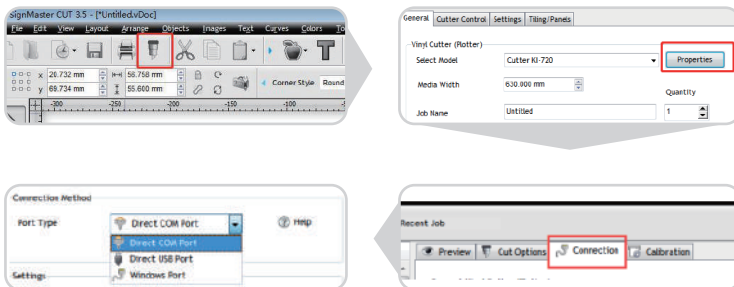 SignMaster CUT 3.5 - [*Untitled.vDoc]
File Edit View Layout Arrange Objects Images Text Curves Colors To
x 20.732 mm 56.758 mm
y 69.734 mm 55.600 mm
Corner Style Round
-300 -250 -200 -150 -100
General Cutter Control Settings Tiling/Panels
Vinyl Cutter (Plotter)
Select Model Cutter KI-720 Properties
Media Width 630.000 mm
Quantity
Job Name Untitled 1
Connection Method
Port Type Direct COM Port Help
Direct COM Port
Direct USB Port
Windows Port
Settings
Recent Job
Preview Cut Options Connection Calibration